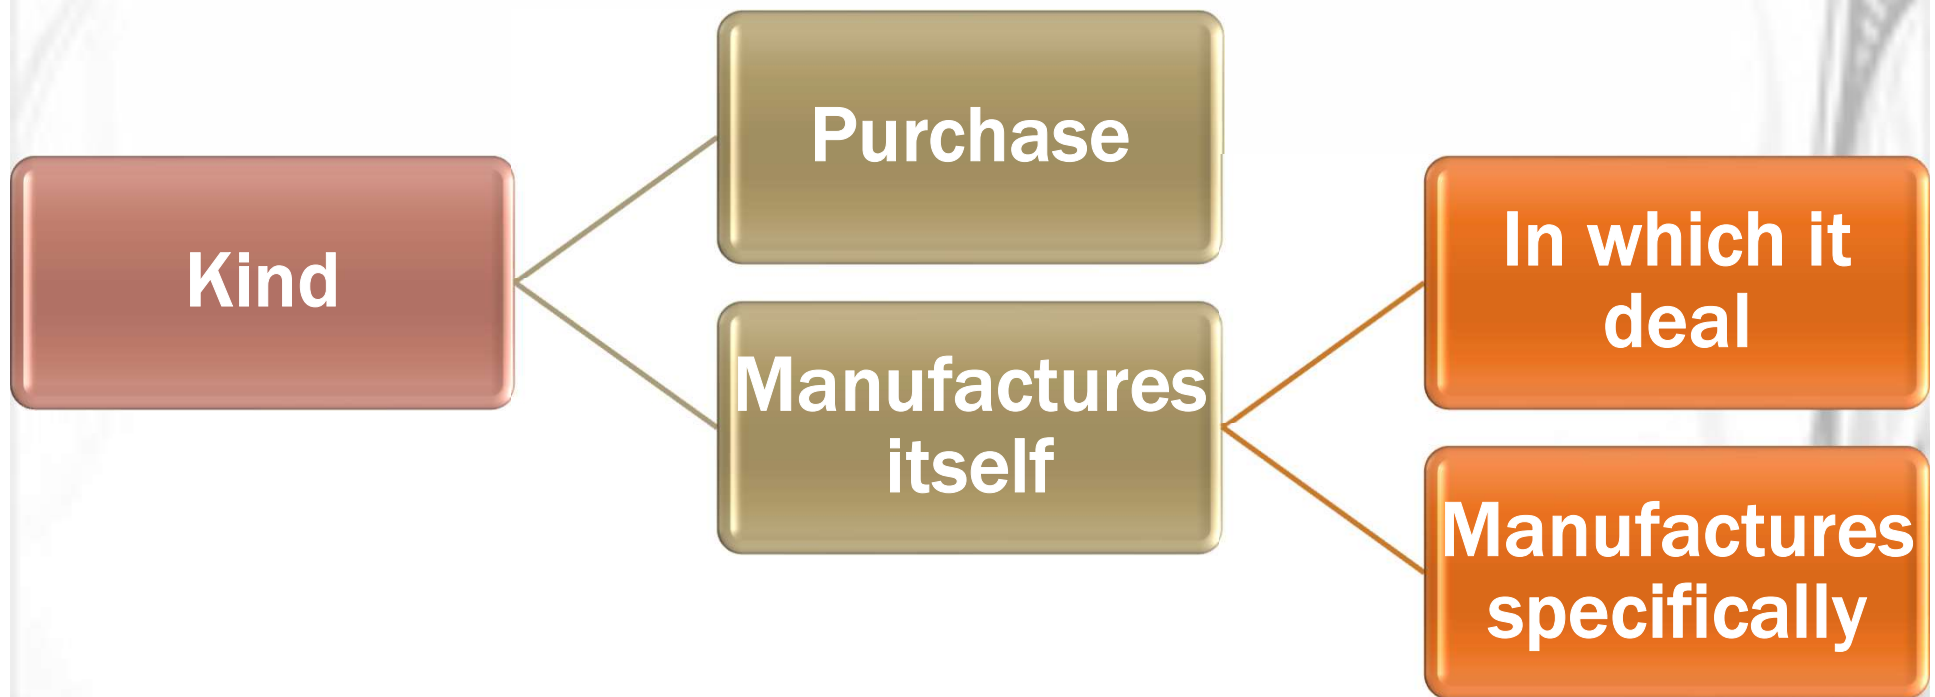 Kind
Purchase
Manufactures
itself
In which it
deal
Manufactures
specifically